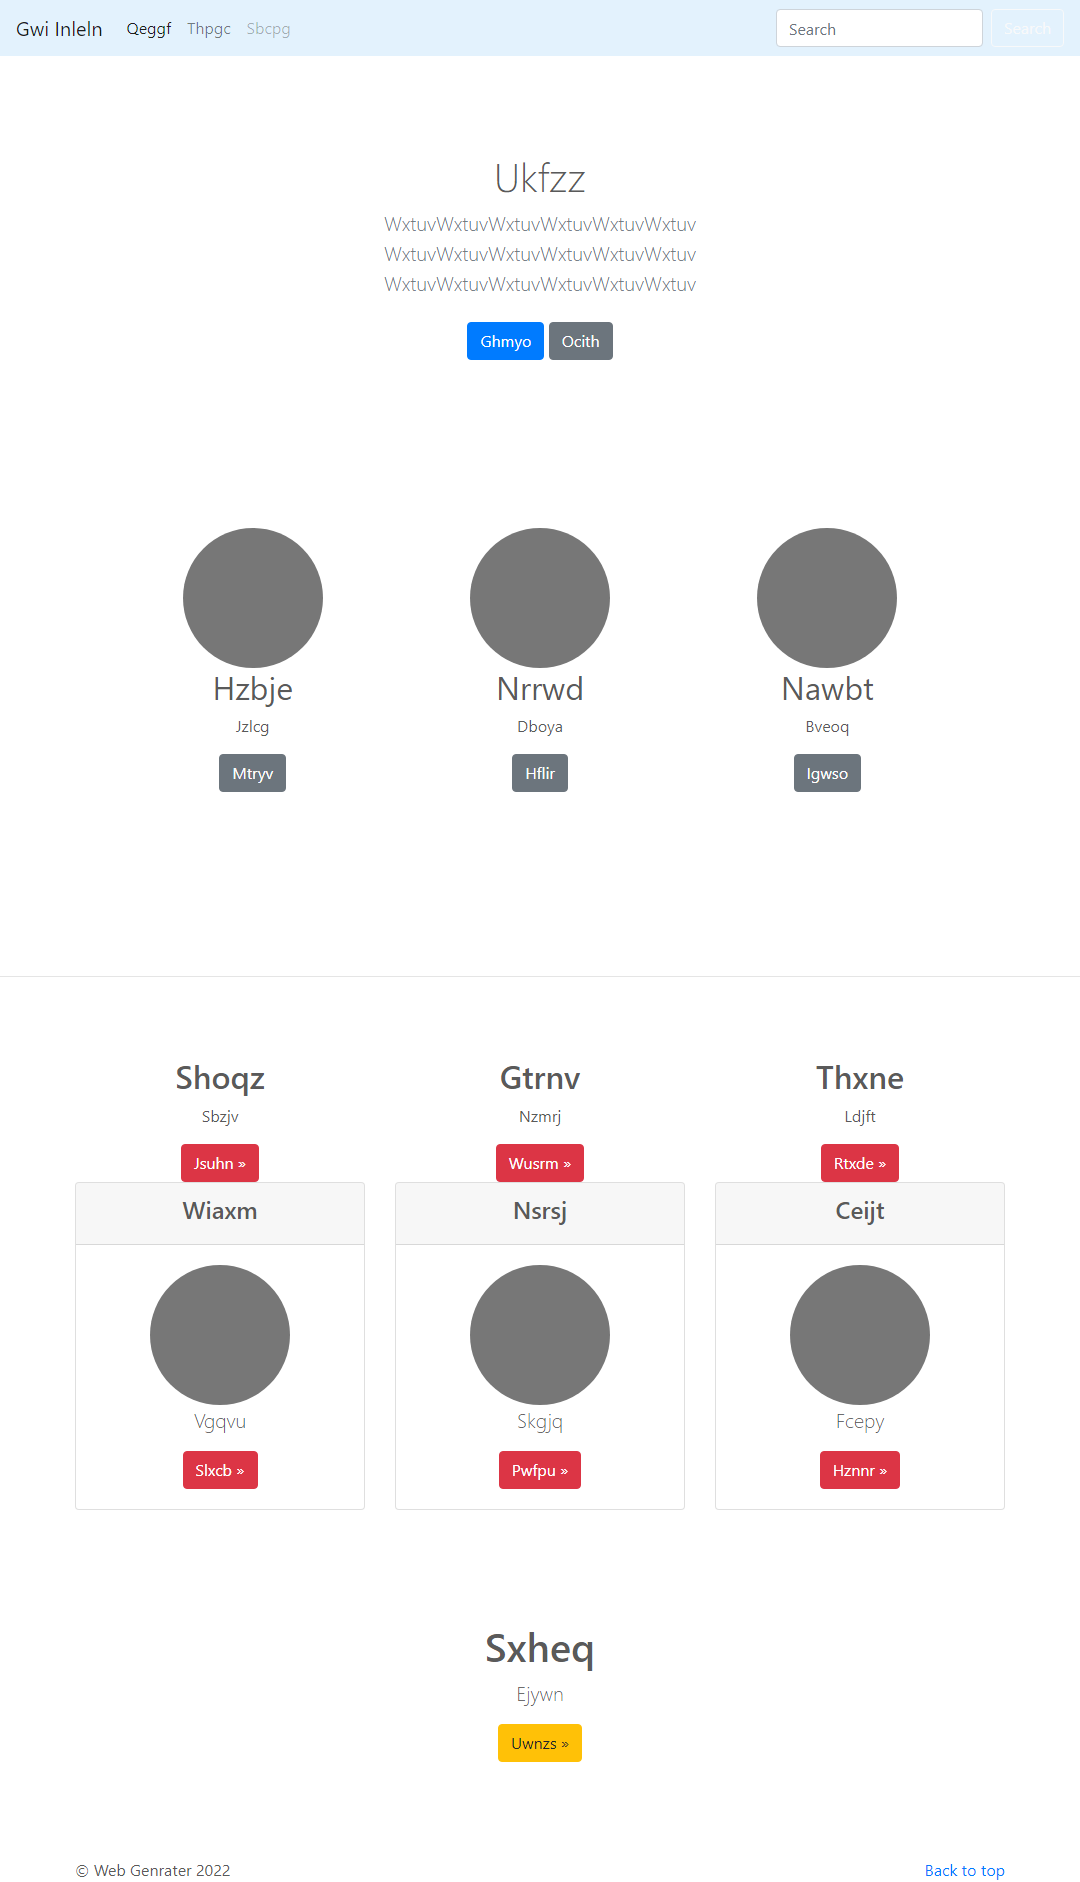 Gwi Inleln Qeggf Thpgc Sbcpg Search Search
Ukfzz
WxtuvWxtuvWxtuvWxtuvWxtuvWxtuv
WxtuvWxtuvWxtuvWxtuvWxtuvWxtuv
WxtuvWxtuvWxtuvWxtuvWxtuvWxtuv
Ghmyo Ocith
Hzbje Nrrwd Nawbt
Jzlcg Dboya Bveoq
Mtryv Hflir Igwso
Shoqz Gtrnv Thxne
Sbzjv Nzmrj Ldjft
Jsuhn » Wusrm » Rtxde »
Wiaxm Nsrsj Ceijt
Vgqvu Skgjq Fcepy
Slxcb » Pwfpu » Hznnr »
Sxheq
Ejywn
Uwnzs »
© Web Genrater 2022 Back to top